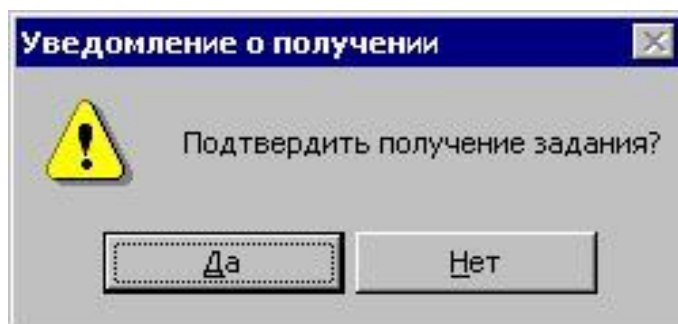 Уведомление о получении
Подтвердить получение задания?
Да
Нет